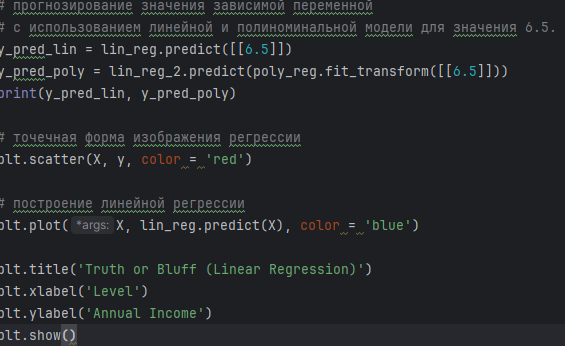 # прогнозирование значения зависимой переменной
# с использованием линейной и полиноминальной модели для значения 6.5.
y_pred_lin = lin_reg.predict([[6.5]])
y_pred_poly = lin_reg_2.predict(poly_reg.fit_transform([[6.5]]))
print(y_pred_lin, y_pred_poly)
# точечная форма изображения регрессии
plt.scatter(X, y, color = 'red')
# построение линейной регрессии
plt.plot( *args: X, lin_reg.predict(X), color = 'blue')
plt.title('Truth or Bluff (Linear Regression)')
plt.xlabel('Level')
plt.ylabel('Annual Income')
plt.show()